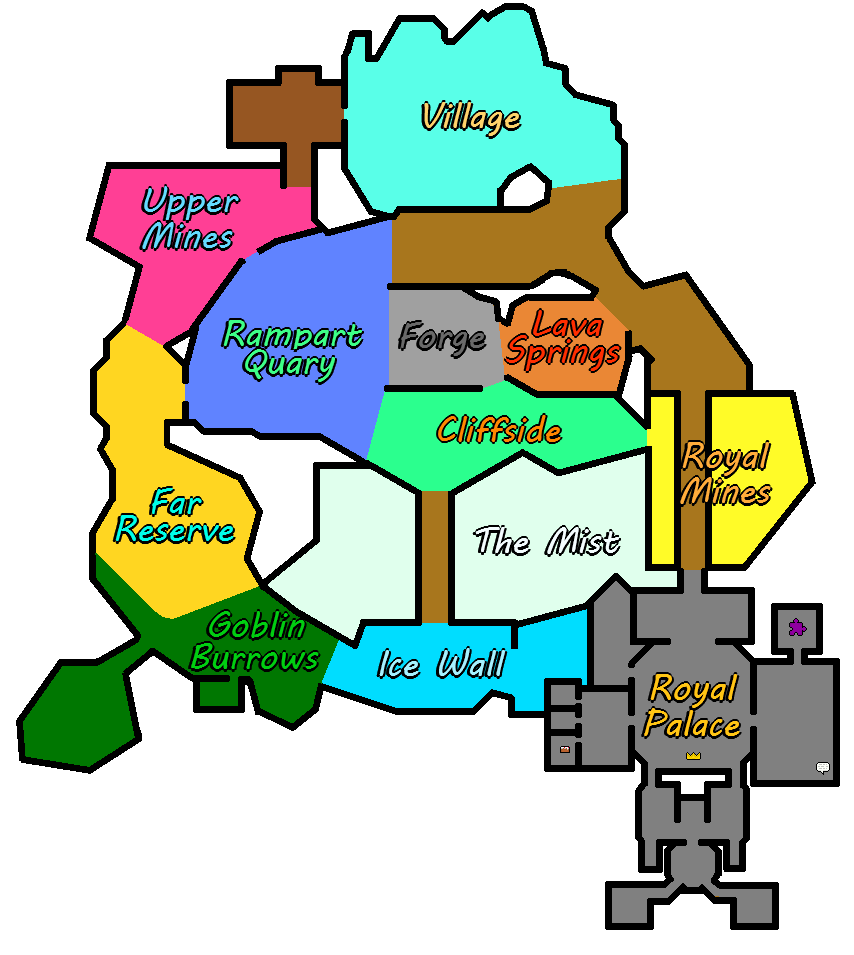 Village
Upper
Mines
Rampart
Quary
Forge
Lava
Springs
Cliffside
Royal
Mines
Far
Reserve
The Mist
Goblin
Burrows
Ice Wall
Royal
Palace